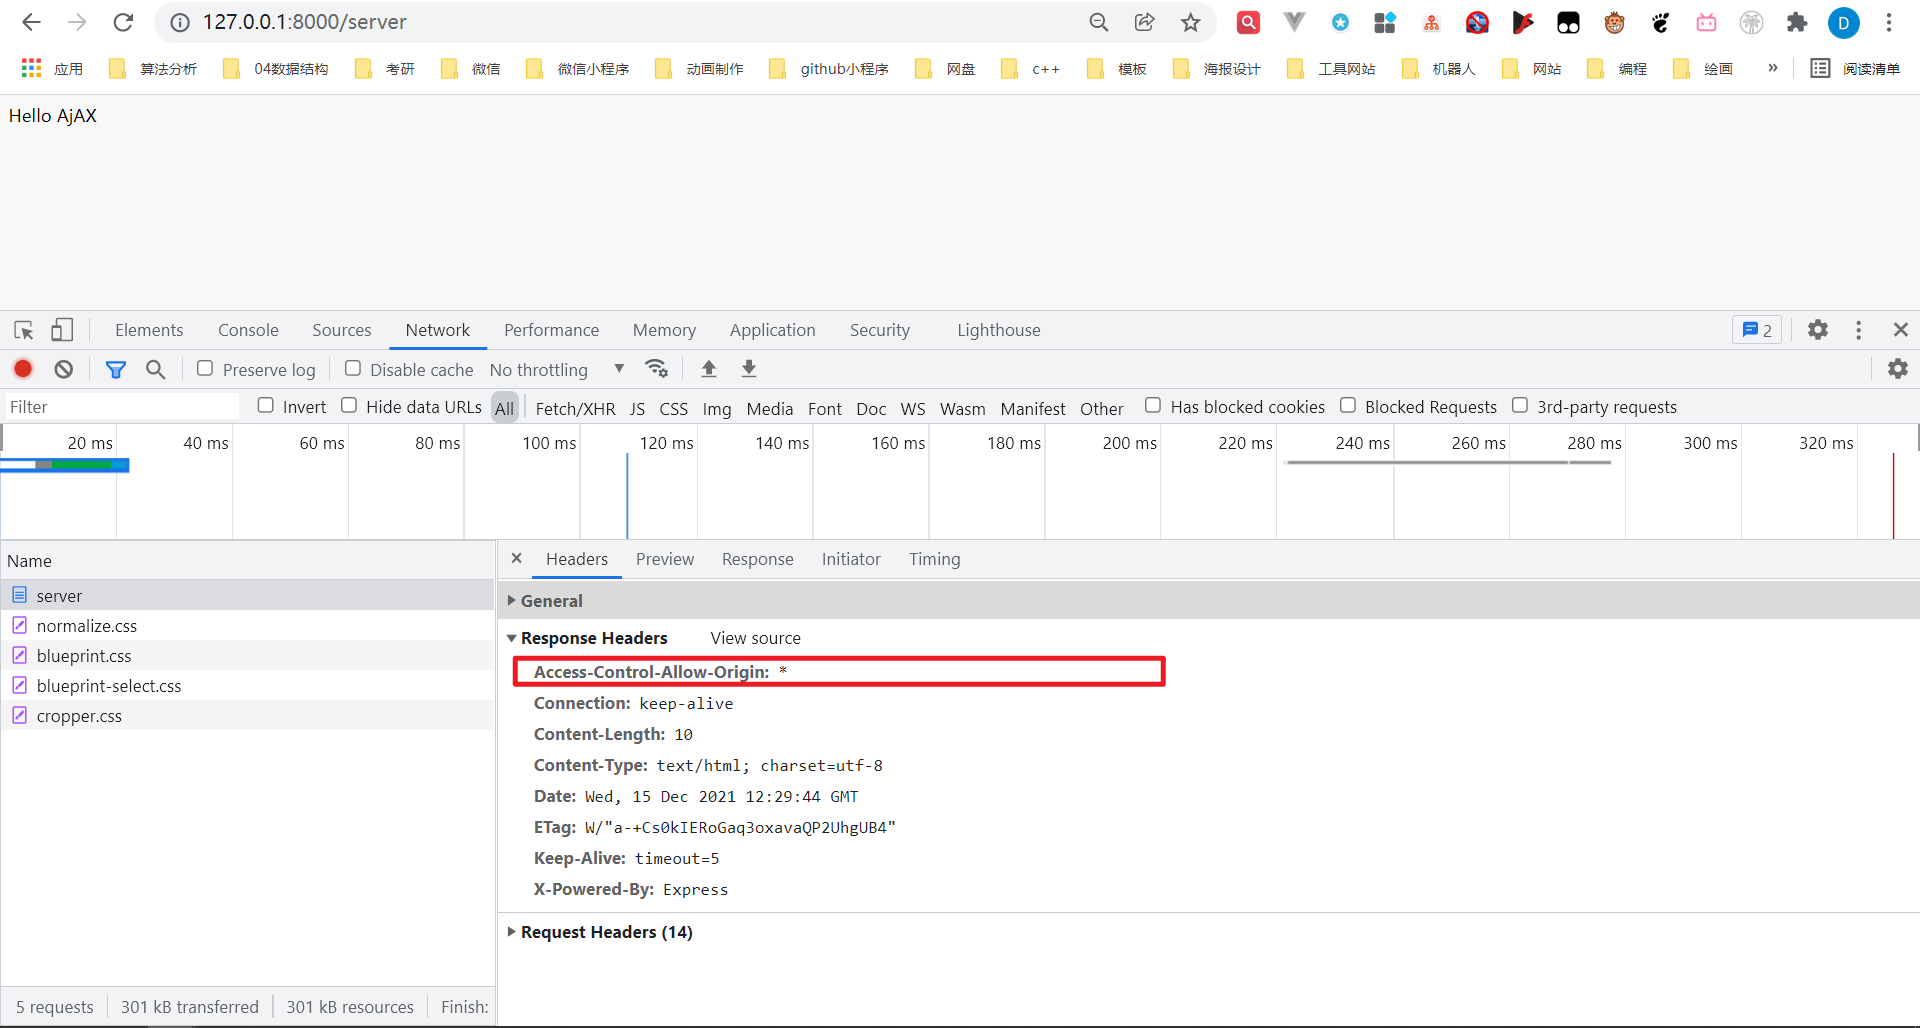 127.0.0.1:8000/server
D
应用 算法分析 04数据结构 考研 微信 微信小程序 动画制作 github小程序 网盘 c++ 模板 海报设计 工具网站 机器人 网站 编程 绘画 » 阅读清单
Hello AjAX
Elements Console Sources Network Performance Memory Application Security Lighthouse 2
Preserve log Disable cache No throttling
Filter Invert Hide data URLs All Fetch/XHR JS CSS Img Media Font Doc WS Wasm Manifest Other Has blocked cookies Blocked Requests 3rd-party requests
20 ms 40 ms 60 ms 80 ms 100 ms 120 ms 140 ms 160 ms 180 ms 200 ms 220 ms 240 ms 260 ms 280 ms 300 ms 320 ms
Name
server
normalize.css
blueprint.css
blueprint-select.css
cropper.css
Headers Preview Response Initiator Timing
General
Response Headers View source
Access-Control-Allow-Origin: *
Connection: keep-alive
Content-Length: 10
Content-Type: text/html; charset=utf-8
Date: Wed, 15 Dec 2021 12:29:44 GMT
ETag: W/"a-+Cs0kIERoGaq3oxavaQP2UhgUB4"
Keep-Alive: timeout=5
X-Powered-By: Express
Request Headers (14)
5 requests 301 kB transferred 301 kB resources Finish: